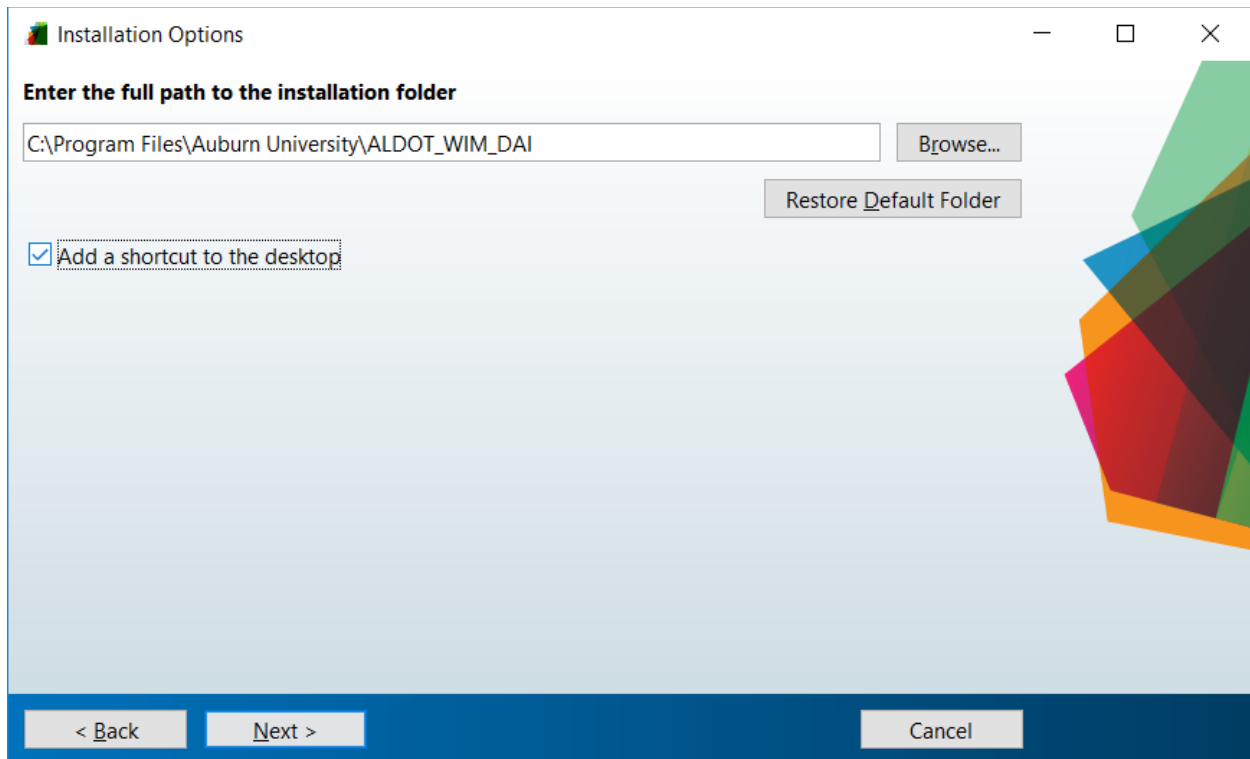 Installation Options
Enter the full path to the installation folder
C:\Program Files\Auburn University\ALDOT_WIM_DAI
Browse...
Restore Default Folder
Add a shortcut to the desktop
< Back Next > Cancel